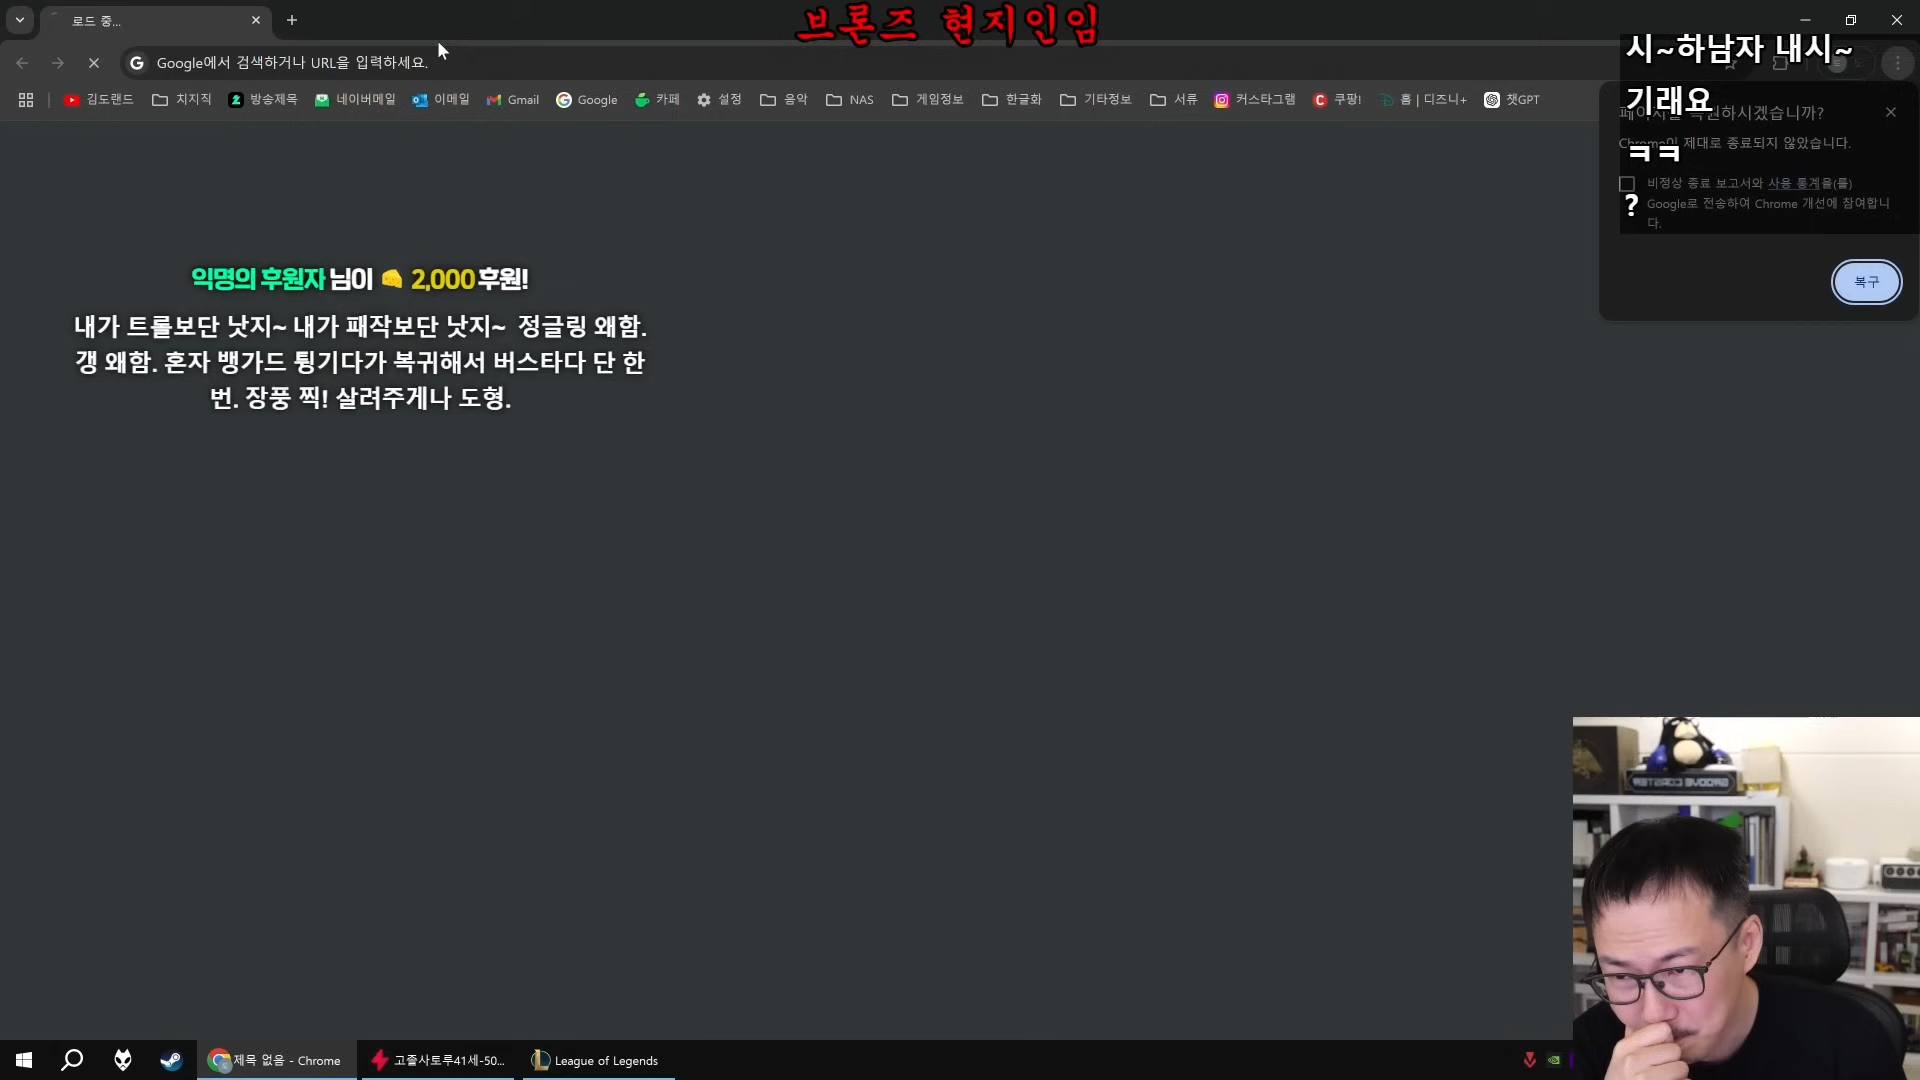 로드 중...
브론즈 현지인임
Google에서 검색하거나 URL을 입력하세요.
김도랜드 치지직 방송제목 네이버메일 이메일 Gmail Google 카페 설정 음악 NAS 게임정보 한글화 기타정보 서류 커스타그램 쿠팡! 홈 | 디즈니+ 챗GPT
시~하남자 내시~
기래요
ㅋㅋ
?
하시겠습니까?
제대로 종료되지 않았습니다.
비정상 종료 보고서와 사용 통계을(를)
Google로 전송하여 Chrome 개선에 참여합니
다.
복구
익명의 후원자 님이 2,000 후원!
내가 트롤보단 낫지~ 내가 패작보단 낫지~ 정글링 왜함.
갱 왜함. 혼자 뱅가드 튕기다가 복귀해서 버스타다 단 한
번. 장풍 찍! 살려주게나 도형.
제목 없음 - Chrome
고졸사토루41세-50...
League of Legends